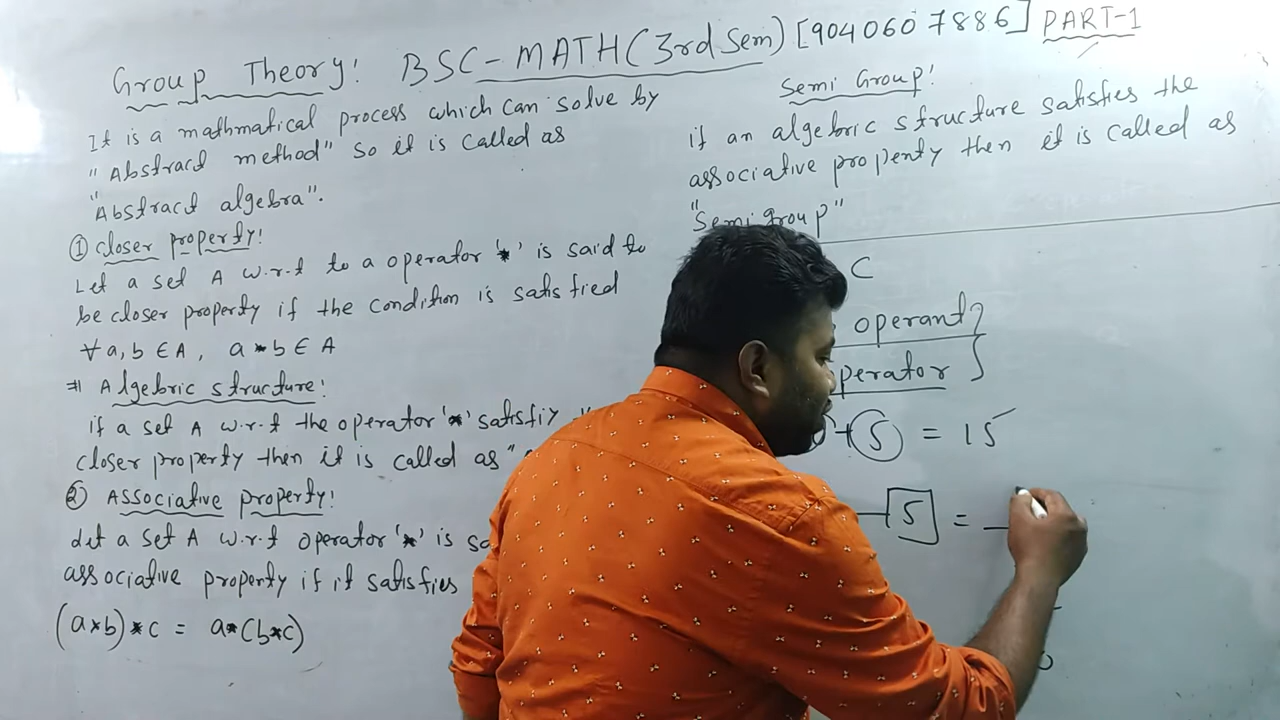 Group Theory! BSC-MATH(3rd Sem) [9040607886] PART-1
It is a mathmatical process which can solve by
"Abstract method" so it is called as
"Abstract algebra".
① closer property!
Let a set A w.r.t to a operator '*' is said to
be closer property if the condition is satisfied
∀ a, b ∈ A, a * b ∈ A
⇒ Algebric structure!
if a set A w.r.t the operator '*' satisfiy
closer property then it is called as "
② Associative property!
Let a set A w.r.t operator '*' is
associative property if it satisfies
(a*b)*c = a*(b*c)
Semi Group!
if an algebric structure satisfies the
associative property then it is called as
"Semi group"
C
operant
perator
+ 5 = 15
- 5 = -